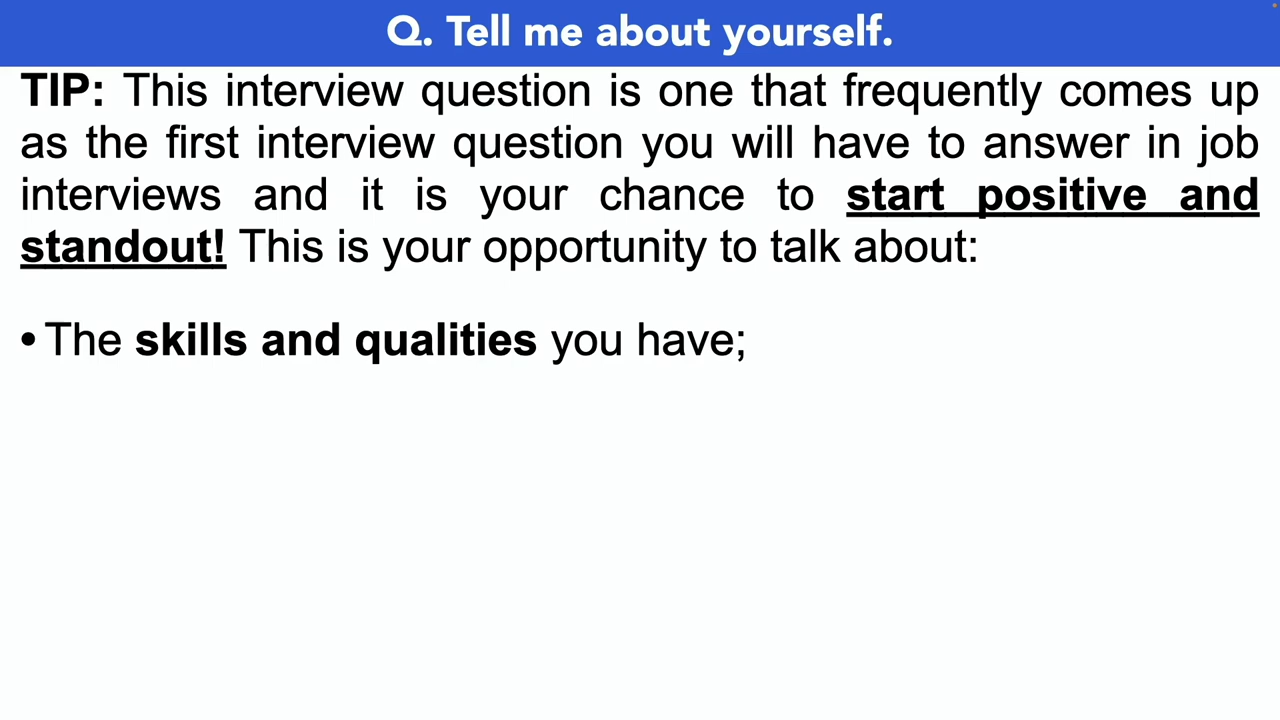 Q. Tell me about yourself.
TIP: This interview question is one that frequently comes up
as the first interview question you will have to answer in job
interviews and it is your chance to start positive and
standout! This is your opportunity to talk about:
• The skills and qualities you have;